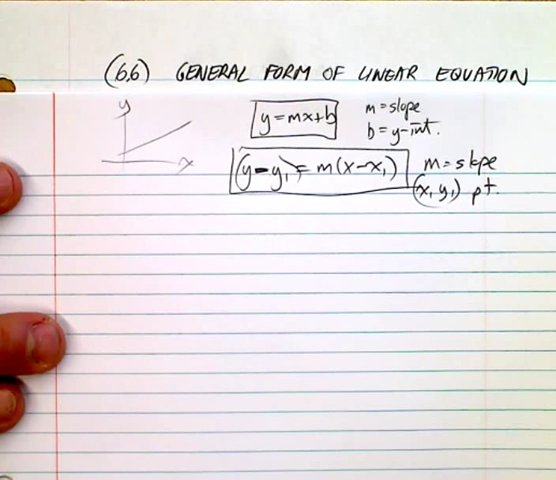 (6.6) GENERAL FORM OF LINEAR EQUATION
y
x
y=mx+b
m=slope
b=y-int.
(y-y₁)=m(x-x₁)
m=slope
(x₁ y₁) pt.